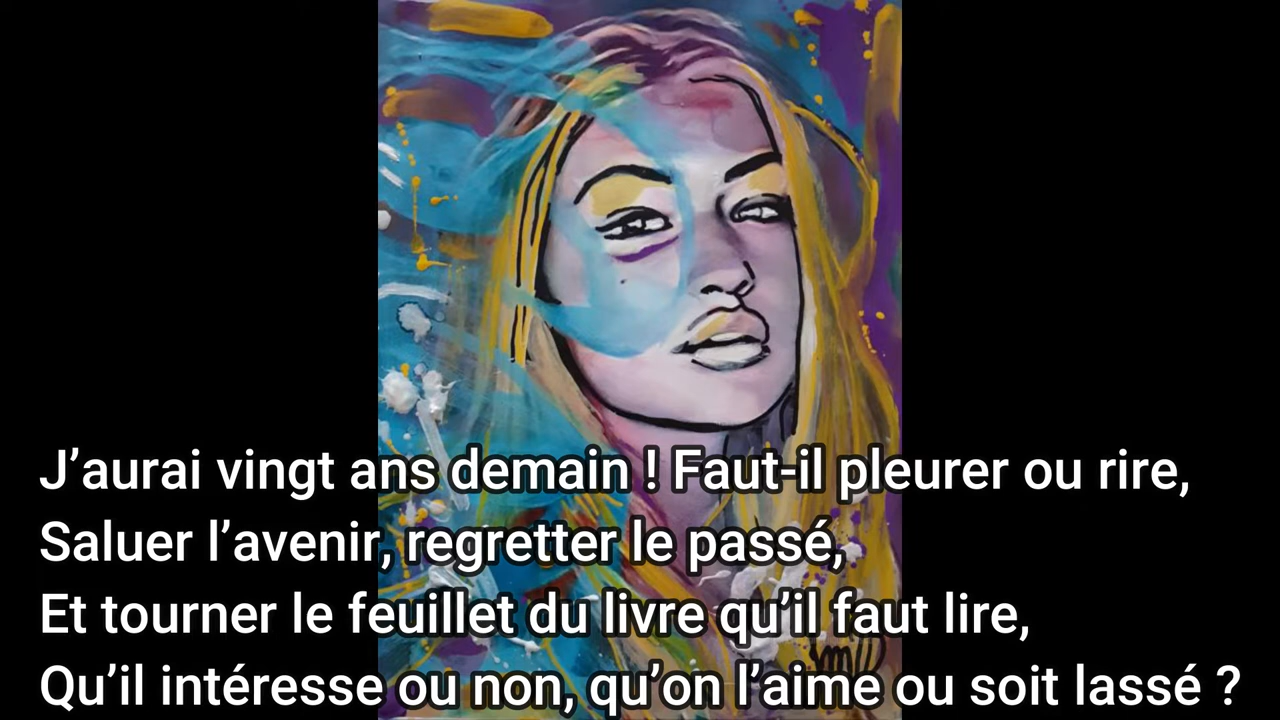 J’aurai vingt ans demain ! Faut-il pleurer ou rire,
Saluer l’avenir, regretter le passé,
Et tourner le feuillet du livre qu’il faut lire,
Qu’il intéresse ou non, qu’on l’aime ou soit lassé ?